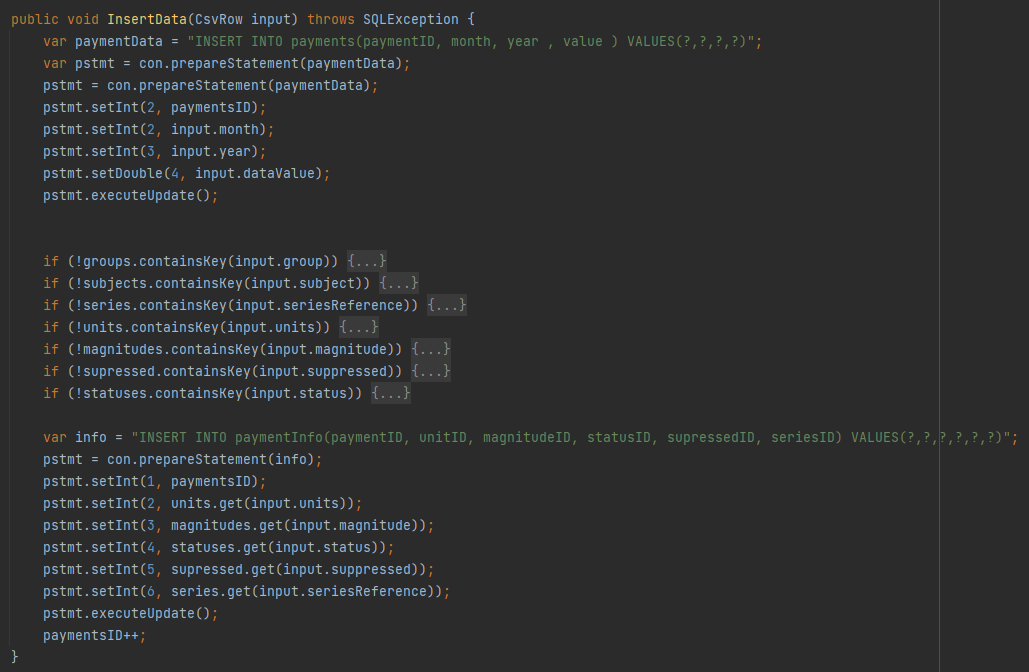 public void InsertData(CsvRow input) throws SQLException {
    var paymentData = "INSERT INTO payments(paymentID, month, year , value ) VALUES(?,?,?,?)";
    var pstmt = con.prepareStatement(paymentData);
    pstmt = con.prepareStatement(paymentData);
    pstmt.setInt(2, paymentsID);
    pstmt.setInt(2, input.month);
    pstmt.setInt(3, input.year);
    pstmt.setDouble(4, input.dataValue);
    pstmt.executeUpdate();
    if (!groups.containsKey(input.group)) {...}
    if (!subjects.containsKey(input.subject)) {...}
    if (!series.containsKey(input.seriesReference)) {...}
    if (!units.containsKey(input.units)) {...}
    if (!magnitudes.containsKey(input.magnitude)) {...}
    if (!supressed.containsKey(input.suppressed)) {...}
    if (!statuses.containsKey(input.status)) {...}
    var info = "INSERT INTO paymentInfo(paymentID, unitID, magnitudeID, statusID, supressedID, seriesID) VALUES(?,?,?,?,?,?)";
    pstmt = con.prepareStatement(info);
    pstmt.setInt(1, paymentsID);
    pstmt.setInt(2, units.get(input.units));
    pstmt.setInt(3, magnitudes.get(input.magnitude));
    pstmt.setInt(4, statuses.get(input.status));
    pstmt.setInt(5, supressed.get(input.suppressed));
    pstmt.setInt(6, series.get(input.seriesReference));
    pstmt.executeUpdate();
    paymentsID++;
}